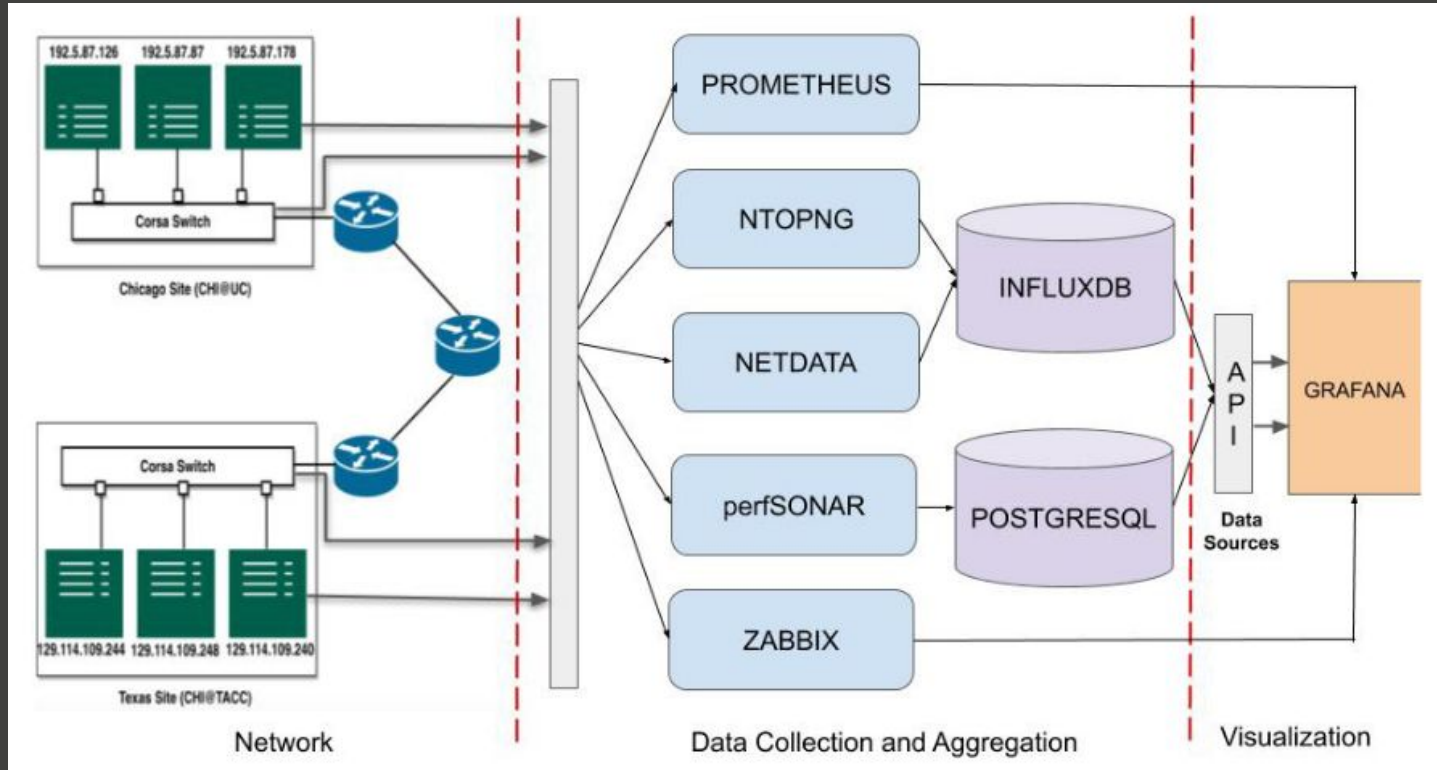 192.5.87.126 192.5.87.87 192.5.87.178
Corsa Switch
Chicago Site (CHI@UC)
Corsa Switch
129.114.109.244 129.114.109.248 129.114.109.240
Texas Site (CHI@TACC)
Network
PROMETHEUS
NTOPNG
NETDATA
perfSONAR
ZABBIX
INFLUXDB
POSTGRESQL
Data Collection and Aggregation
A
P
I
Data
Sources
GRAFANA
Visualization